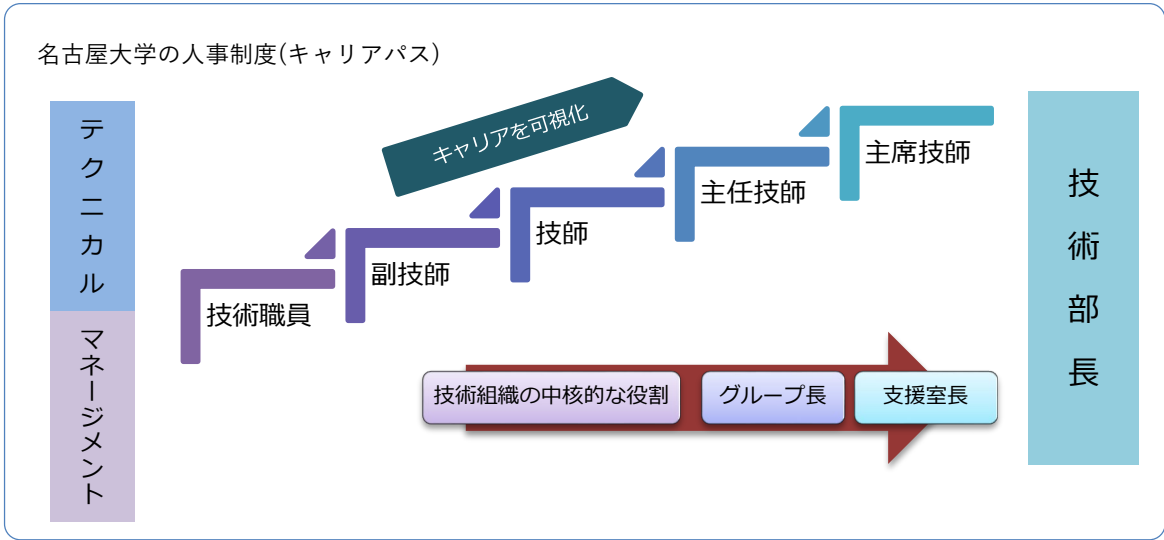 名古屋大学の人事制度(キャリアパス)
テクニカル
マネージメント
キャリアを可視化
技術職員
副技師
技師
主任技師
主席技師
技術組織の中核的な役割
グループ長
支援室長
技術部長